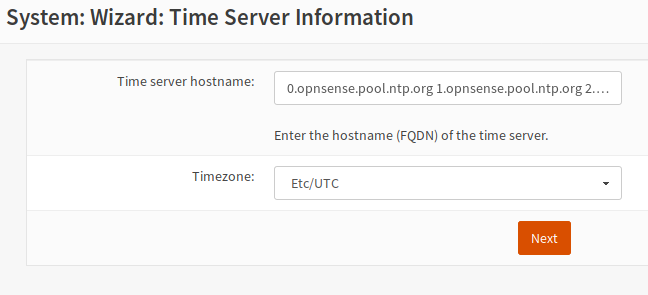 System: Wizard: Time Server Information
Time server hostname:
0.opnsense.pool.ntp.org 1.opnsense.pool.ntp.org 2....
Enter the hostname (FQDN) of the time server.
Timezone:
Etc/UTC
Next